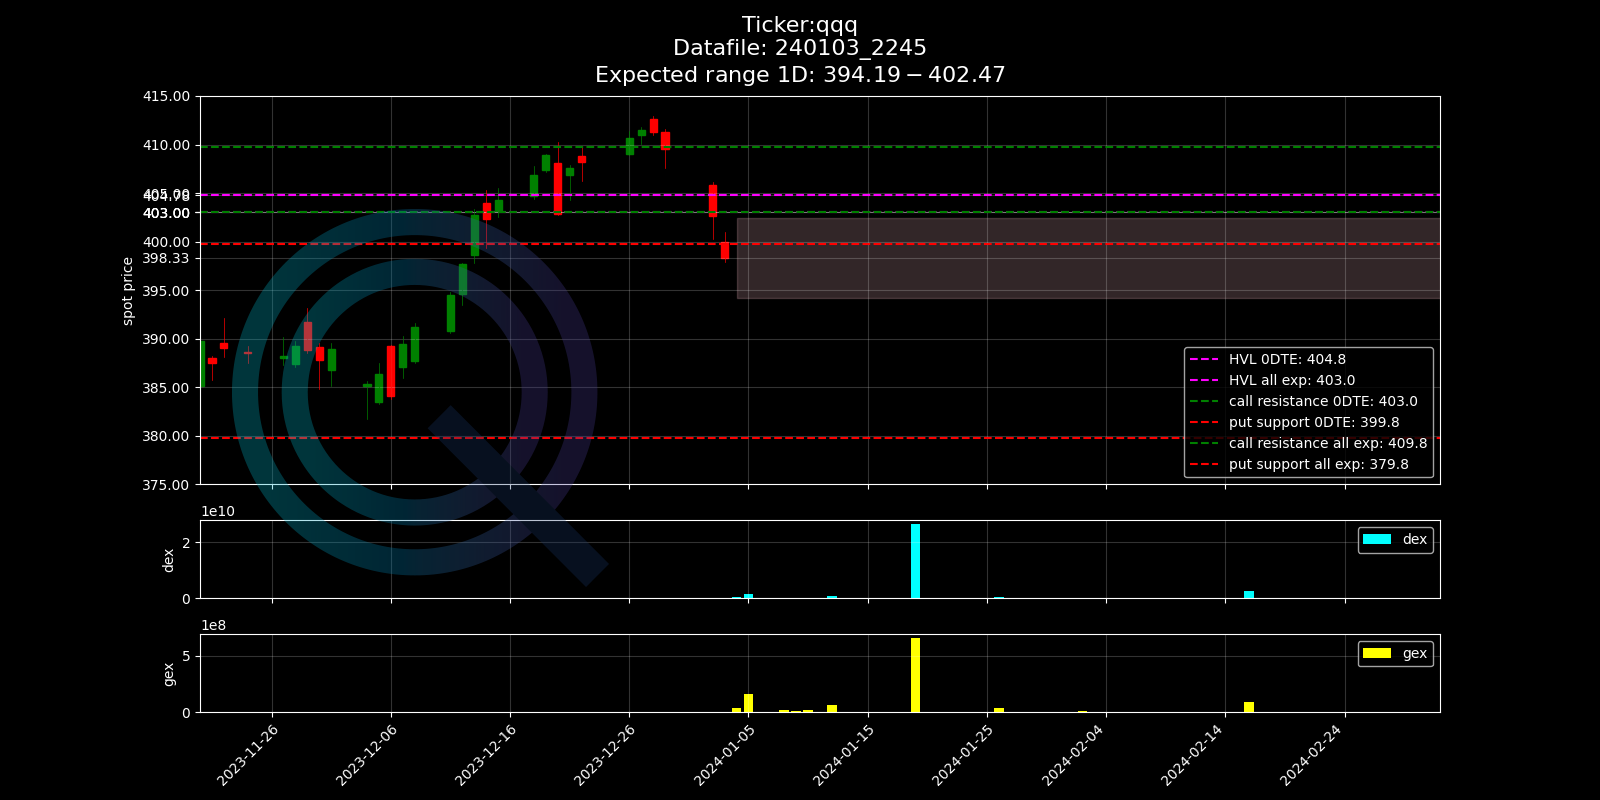 Ticker:qqq
Datafile: 240103_2245
Expected range 1D: 394.19 − 402.47
415.00
410.00
405.00
404.78
403.00
400.00
398.33
395.00
390.00
385.00
380.00
375.00
spot price
HVL 0DTE: 404.8
HVL all exp: 403.0
call resistance 0DTE: 403.0
put support 0DTE: 399.8
call resistance all exp: 409.8
put support all exp: 379.8
1e10
2
0
dex
dex
1e8
5
0
gex
gex
2023-11-26
2023-12-06
2023-12-16
2023-12-26
2024-01-05
2024-01-15
2024-01-25
2024-02-04
2024-02-14
2024-02-24